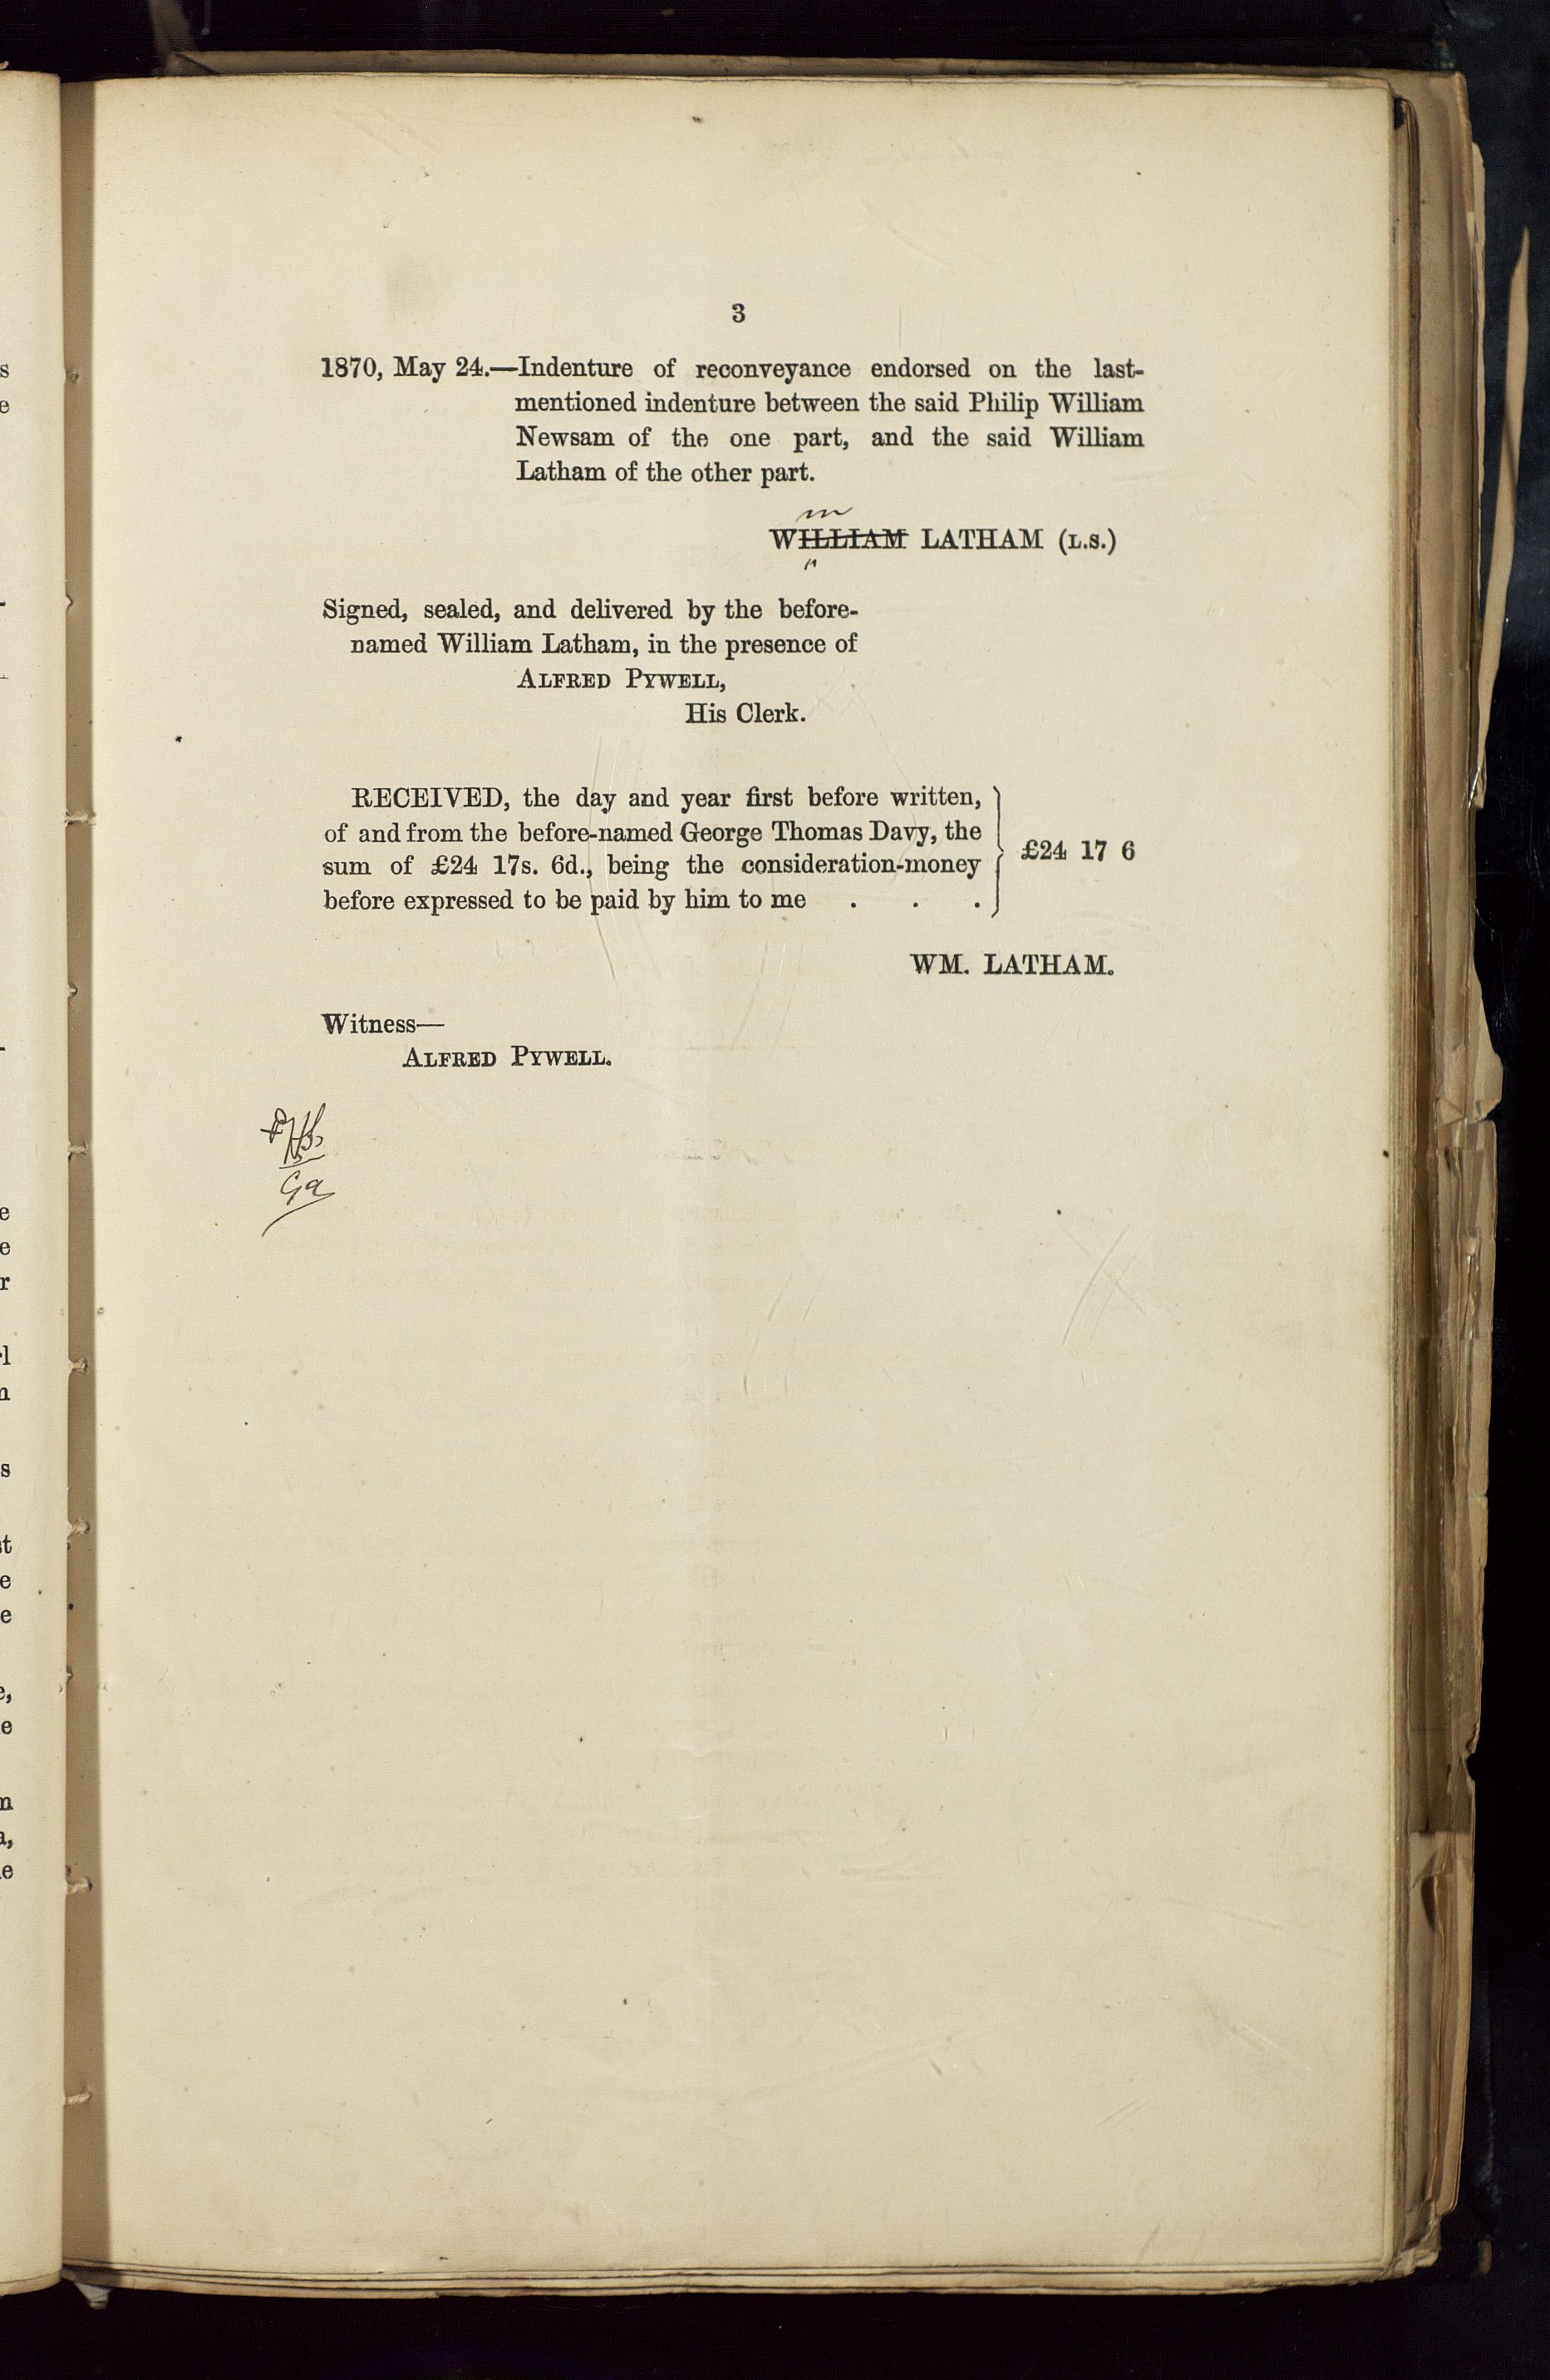 3
1870, May 24.—Indenture of reconveyance endorsed on the last-
mentioned indenture between the said Philip William
Newsam of the one part, and the said William
Latham of the other part.
m
WILLIAM LATHAM (L.S.)
Signed, sealed, and delivered by the before-
named William Latham, in the presence of
ALFRED PYWELL,
His Clerk.
RECEIVED, the day and year first before written,
of and from the before-named George Thomas Davy, the
sum of £24 17s. 6d., being the consideration-money
before expressed to be paid by him to me . . .
£24 17 6
WM. LATHAM.
Witness—
ALFRED PYWELL.